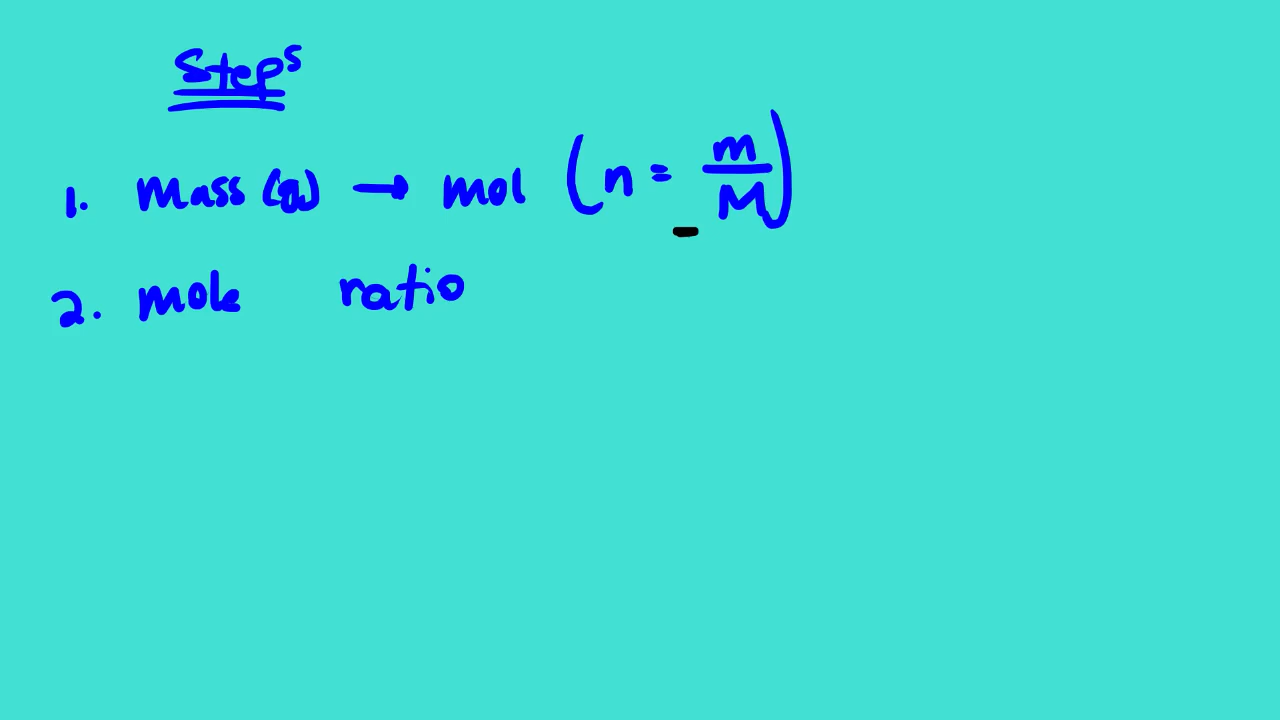 Steps
1. Mass (g) → mol (n = m/M)
2. mole ratio